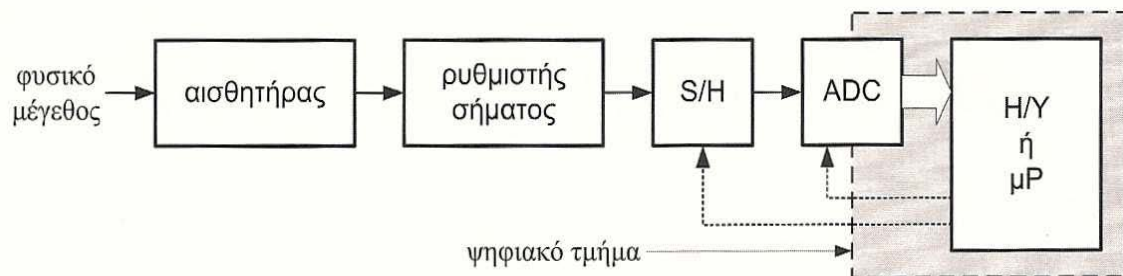 φυσικό
μέγεθος
αισθητήρας
ρυθμιστής
σήματος
S/H
ADC
Η/Υ
ή
μP
ψηφιακό τμήμα